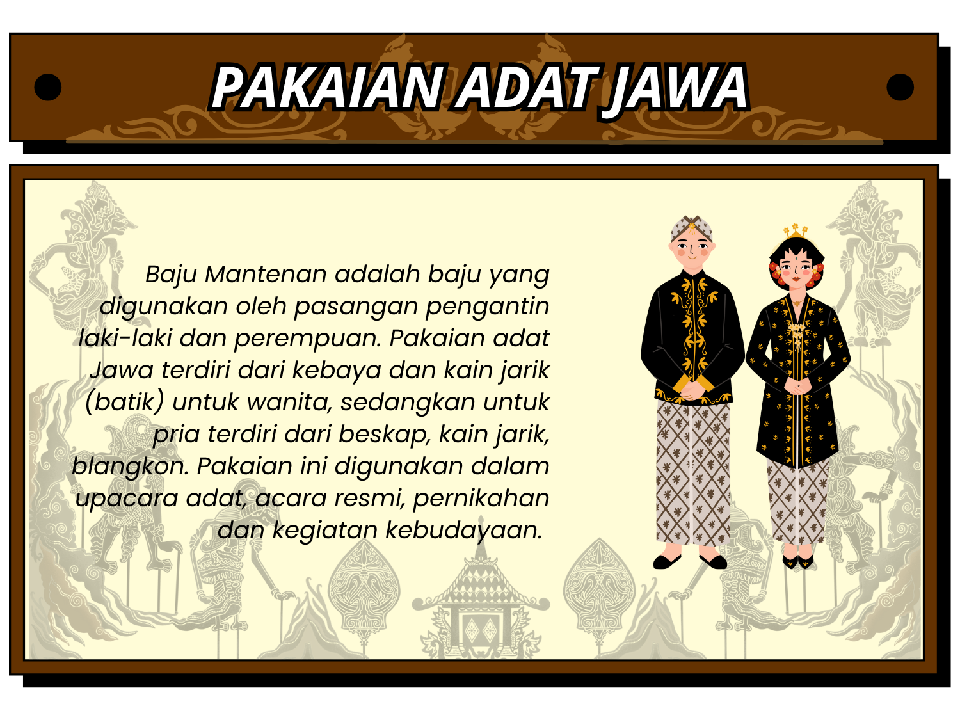 PAKAIAN ADAT JAWA
Baju Mantenan adalah baju yang
digunakan oleh pasangan pengantin
laki-laki dan perempuan. Pakaian adat
Jawa terdiri dari kebaya dan kain jarik
(batik) untuk wanita, sedangkan untuk
pria terdiri dari beskap, kain jarik,
blangkon. Pakaian ini digunakan dalam
upacara adat, acara resmi, pernikahan
dan kegiatan kebudayaan.